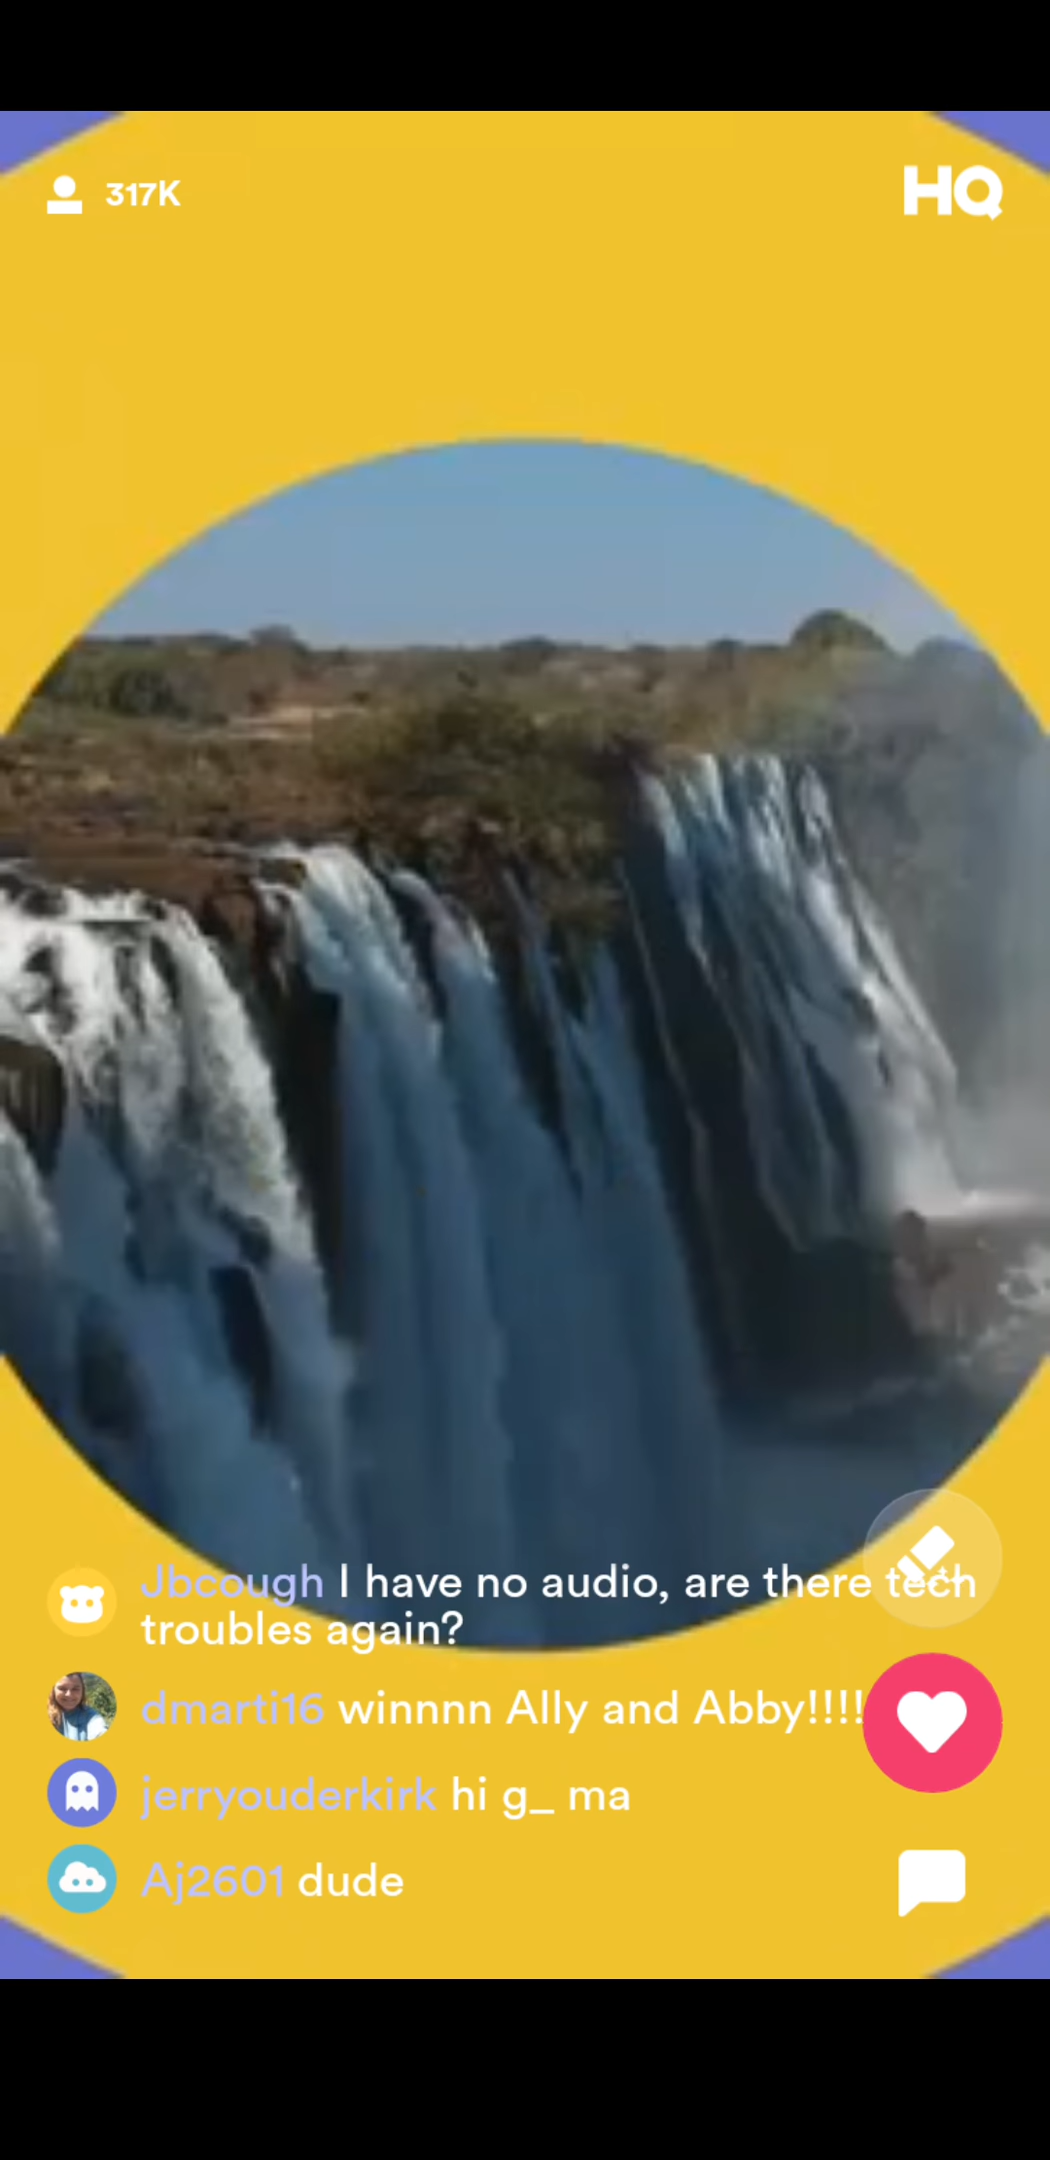 317K
HQ
Jbcough I have no audio, are there tech
troubles again?
dmarti16 winnnn Ally and Abby!!!!
jerryouderkirk hi g_ ma
Aj2601 dude